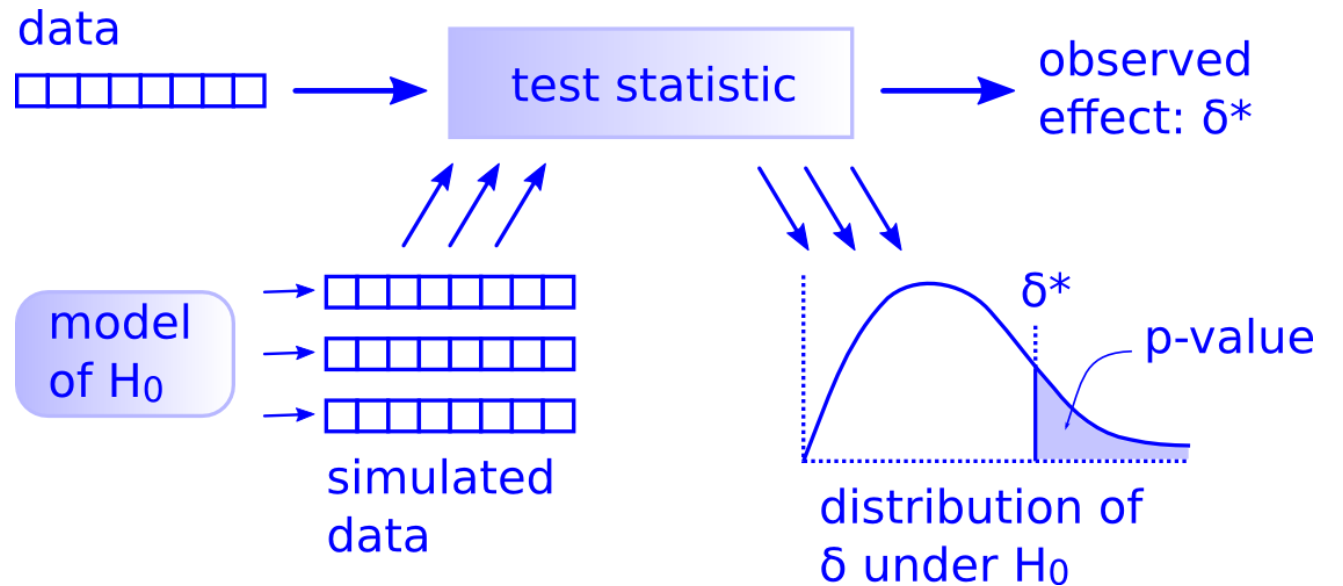 data
test statistic
observed
effect: δ*
model
of H₀
simulated
data
δ*
p-value
distribution of
δ under H₀